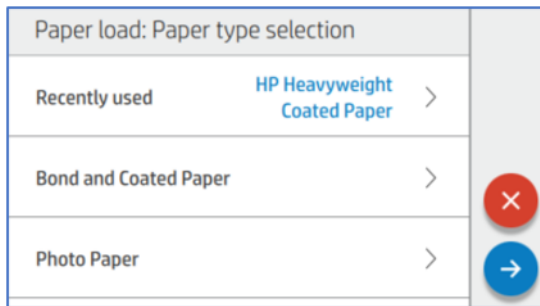 Paper load: Paper type selection
Recently used
HP Heavyweight
Coated Paper
Bond and Coated Paper
Photo Paper